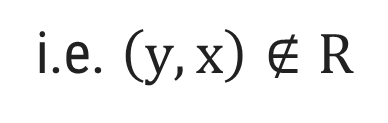 i.e. (y, x) ∉ R